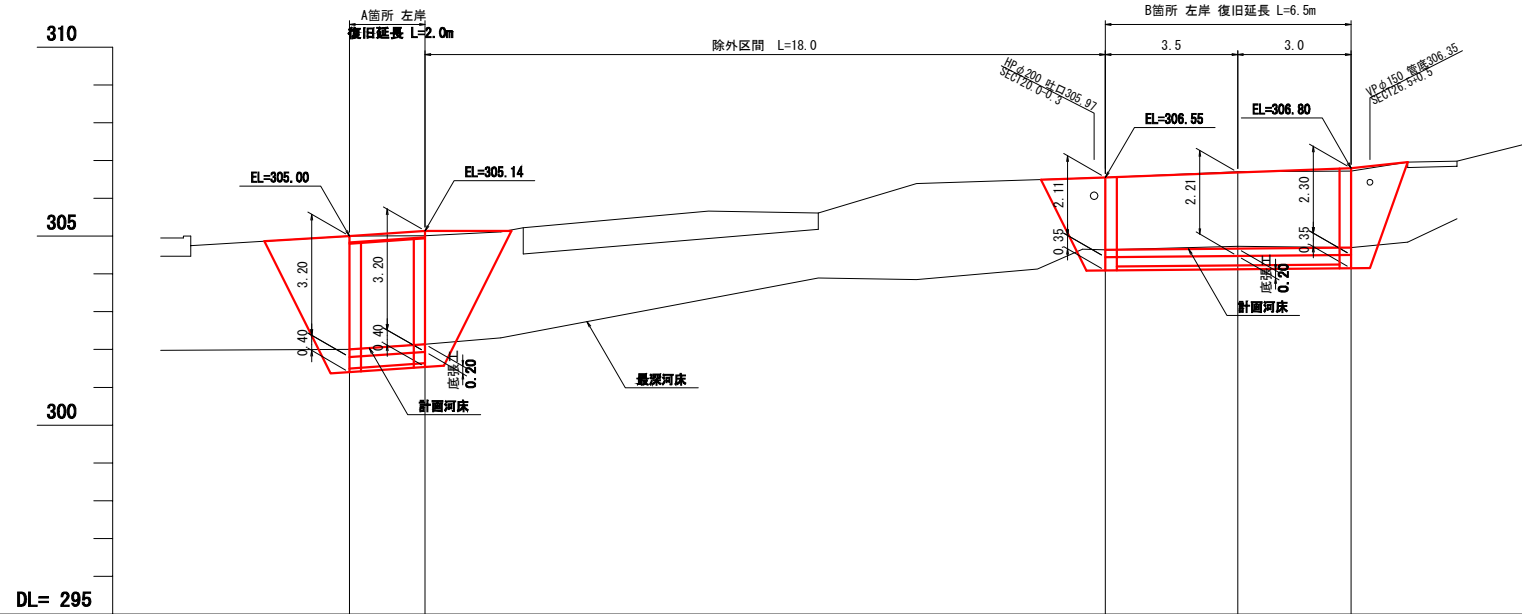 A箇所 左岸
復旧延長 L=2.0m
B箇所 左岸 復旧延長 L=6.5m
310
除外区間 L=18.0
3.5
3.0
HPφ200 吐口305.97
SECT20.0-0.3
VPφ150 管底306.35
SECT26.5+0.5
EL=306.55
EL=306.80
EL=305.00
EL=305.14
2.11
2.21
2.30
305
0.35
0.35
3.20
3.20
底張工
0.20
計画河床
0.40
0.40
底張工
0.20
最深河床
計画河床
300
DL= 295